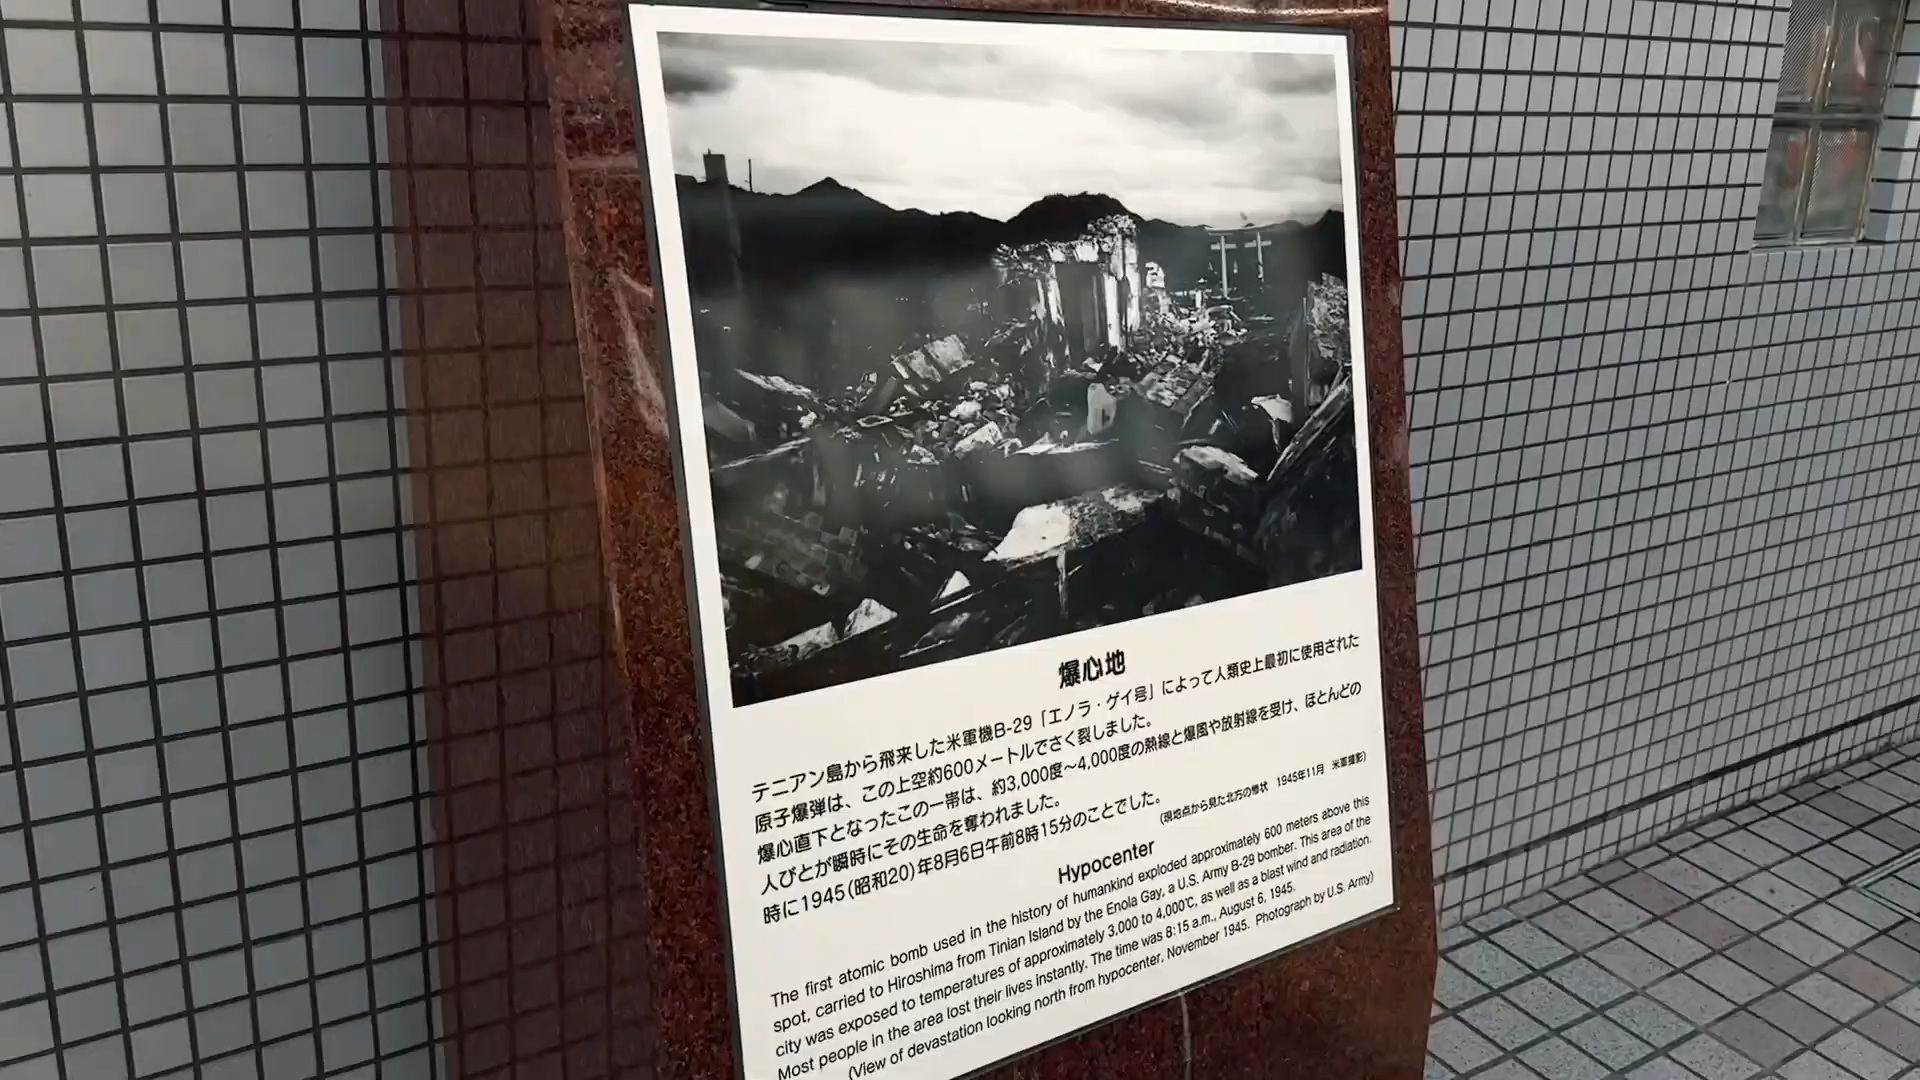 爆心地
テニアン島から飛来した米軍機B-29「エノラ・ゲイ号」によって人類史上最初に使用された
原子爆弾は、この上空約600メートルでさく裂しました。
爆心直下となったこの一帯は、約3,000度～4,000度の熱線と爆風や放射線を受け、ほとんどの
人びとが瞬時にその生命を奪われました。
時に1945(昭和20)年8月6日午前8時15分のことでした。
(現地点から見た北方の惨状　1945年11月　米軍撮影)
Hypocenter
The first atomic bomb used in the history of humankind exploded approximately 600 meters above this
spot, carried to Hiroshima from Tinian Island by the Enola Gay, a U.S. Army B-29 bomber. This area of the
city was exposed to temperatures of approximately 3,000 to 4,000℃, as well as a blast wind and radiation.
Most people in the area lost their lives instantly. The time was 8:15 a.m., August 6, 1945.
(View of devastation looking north from hypocenter, November 1945. Photograph by U.S. Army)